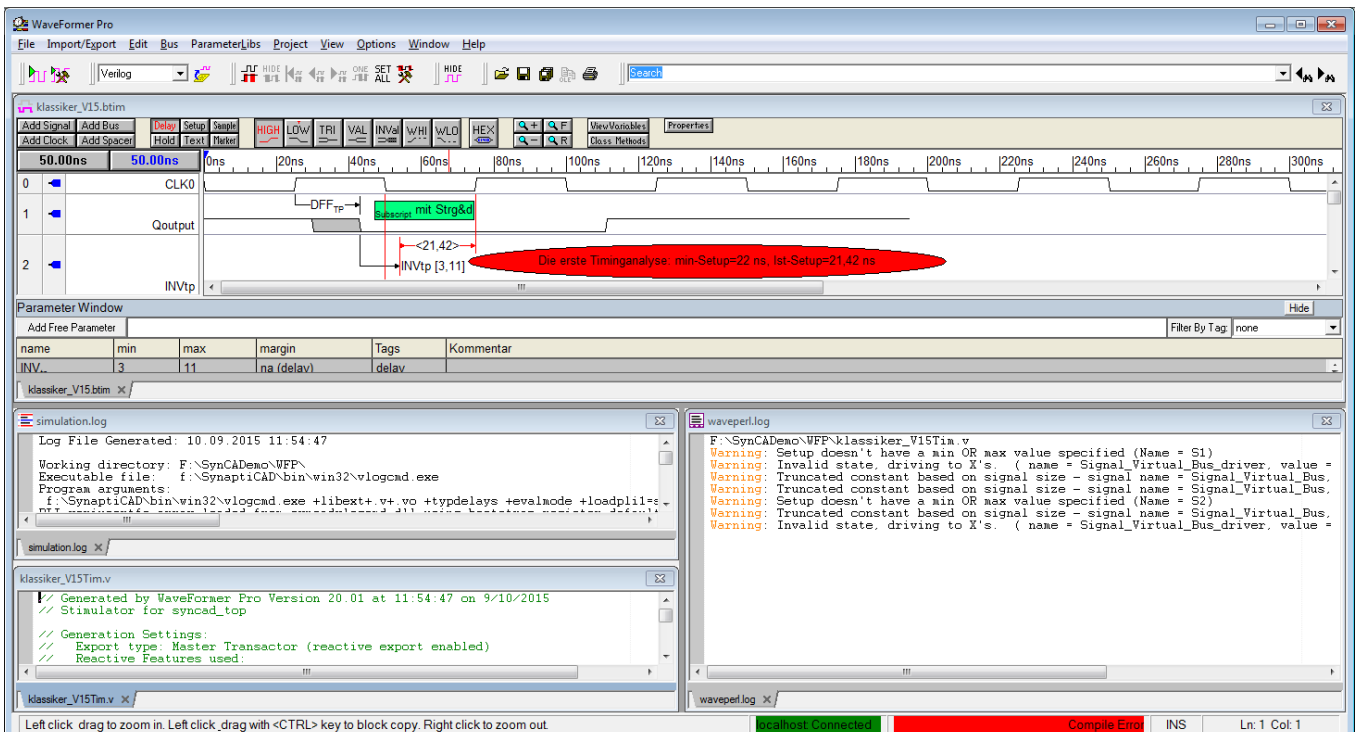 WaveFormer Pro
File Import/Export Edit Bus ParameterLibs Project View Options Window Help
Verilog HIDE ONE SET ALL HIDE Search
klassiker_V15.btim
Add Signal Add Bus Delay Setup Sample HIGH LOW TRI VAL INVal WHI WLO HEX + F ViewVariables Properties
Add Clock Add Spacer Hold Text Marker - R Class Methods
50.00ns 50.00ns 0ns 20ns 40ns 60ns 80ns 100ns 120ns 140ns 160ns 180ns 200ns 220ns 240ns 260ns 280ns 300ns
0 CLK0
DFFTP Subscript mit Strg&d
1 Qoutput
<21,42>
2 INVtp [3,11] Die erste Timinganalyse: min-Setup=22 ns, Ist-Setup=21,42 ns
INVtp
Parameter Window Hide
Add Free Parameter Filter By Tag: none
name min max margin Tags Kommentar
3 11 na (delay) delay
klassiker_V15.btim
simulation.log
Log File Generated: 10.09.2015 11:54:47
Working directory: F:\SynCADemo\WFP\
Executable file: f:\SynaptiCAD\bin\win32\vlogcmd.exe
Program arguments:
f:\SynaptiCAD\bin\win32\vlogcmd.exe +libext+.v+.vo +typdelays +evalmode +loadpli1=s
simulation.log
klassiker_V15Tim.v
// Generated by WaveFormer Pro Version 20.01 at 11:54:47 on 9/10/2015
// Stimulator for syncad_top
// Generation Settings:
// Export type: Master Transactor (reactive export enabled)
// Reactive Features used:
klassiker_V15Tim.v
waveperl.log
F:\SynCADemo\WFP\klassiker_V15Tim.v
Warning: Setup doesn't have a min OR max value specified (Name = S1)
Warning: Invalid state, driving to X's. ( name = Signal_Virtual_Bus_driver, value =
Warning: Truncated constant based on signal size - signal name = Signal_Virtual_Bus,
Warning: Truncated constant based on signal size - signal name = Signal_Virtual_Bus,
Warning: Setup doesn't have a min OR max value specified (Name = S2)
Warning: Truncated constant based on signal size - signal name = Signal_Virtual_Bus,
Warning: Invalid state, driving to X's. ( name = Signal_Virtual_Bus_driver, value =
waveperl.log
Left click_drag to zoom in. Left click_drag with <CTRL> key to block copy. Right click to zoom out. localhost: Connected Compile Error INS Ln: 1 Col: 1